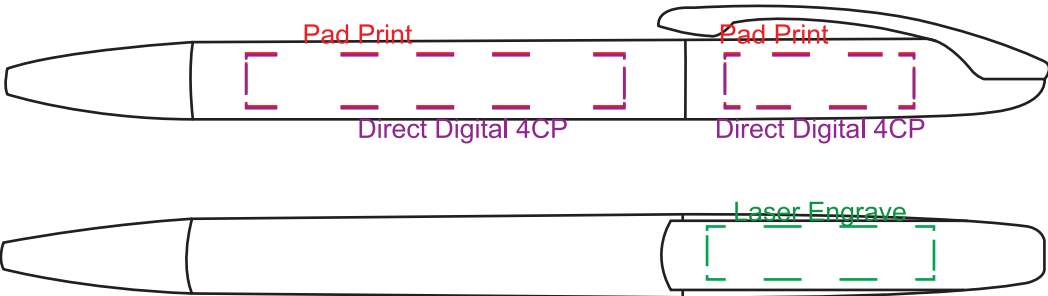 Pad Print
Pad Print
Direct Digital 4CP
Direct Digital 4CP
Laser Engrave